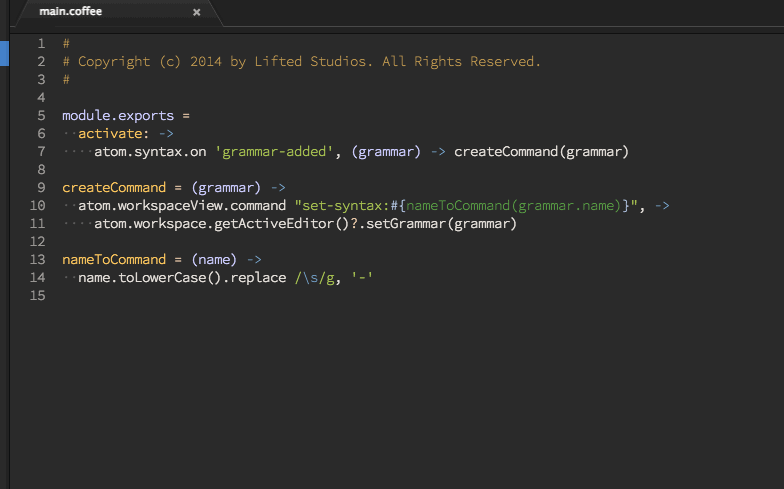 main.coffee ×
1 #
2 # Copyright (c) 2014 by Lifted Studios. All Rights Reserved.
3 #
4
5 module.exports =
6 ··activate: ->
7 ····atom.syntax.on 'grammar-added', (grammar) -> createCommand(grammar)
8
9 createCommand = (grammar) ->
10 ··atom.workspaceView.command "set-syntax:#{nameToCommand(grammar.name)}", ->
11 ····atom.workspace.getActiveEditor()?.setGrammar(grammar)
12
13 nameToCommand = (name) ->
14 ··name.toLowerCase().replace /\s/g, '-'
15